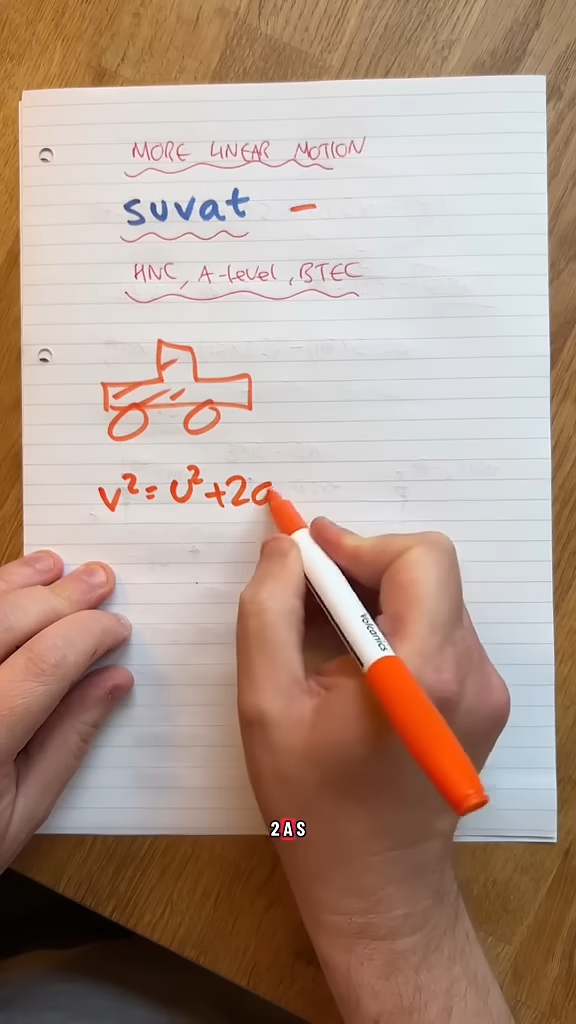 MORE LINEAR MOTION
suvat -
HNC, A-Level, BTEC
v² = u² + 2a
Volcanics
2AS